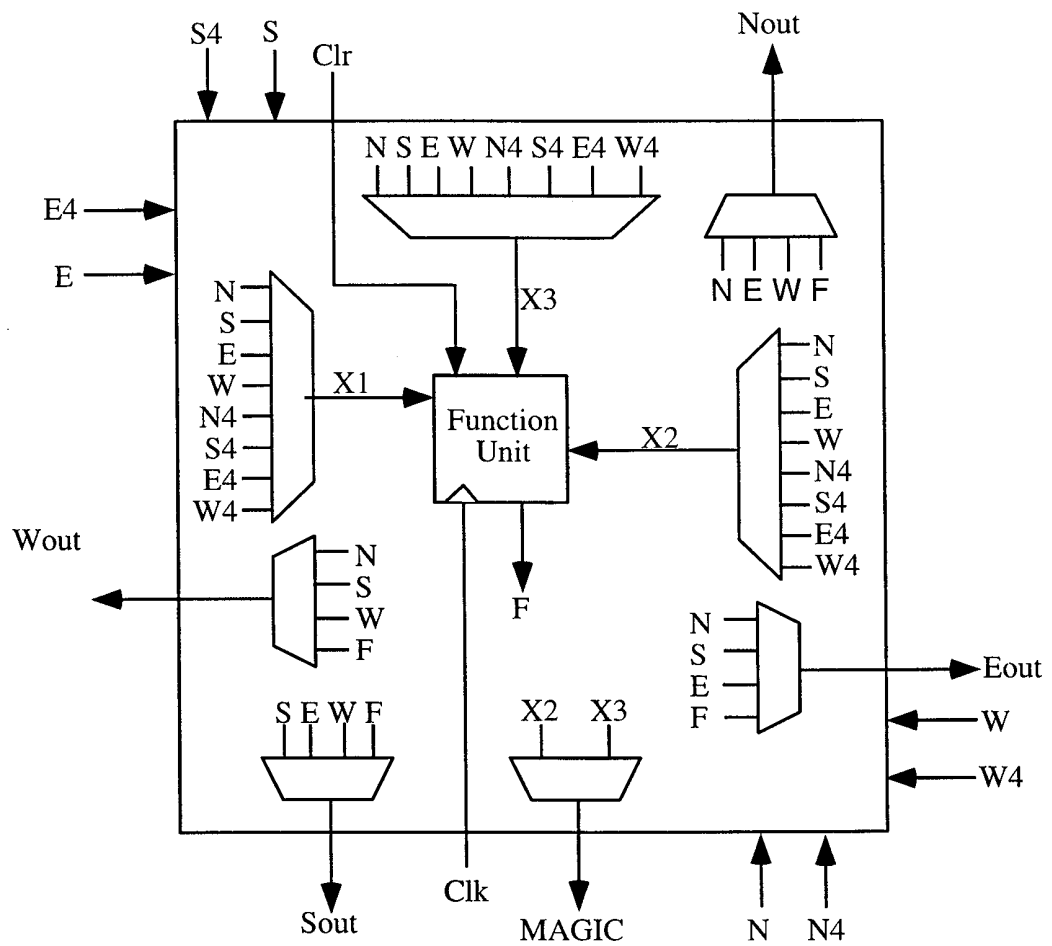 S4 S Clr Nout
N S E W N4 S4 E4 W4
E4
E
N E W F
X3
N
S
E
W
N4
S4
E4
W4
X1
Function
Unit
X2
N
S
E
W
N4
S4
E4
W4
Wout
N
S
W
F
F
N
S
E
F
Eout
W
W4
S E W F
X2 X3
Sout
Clk
MAGIC
N N4